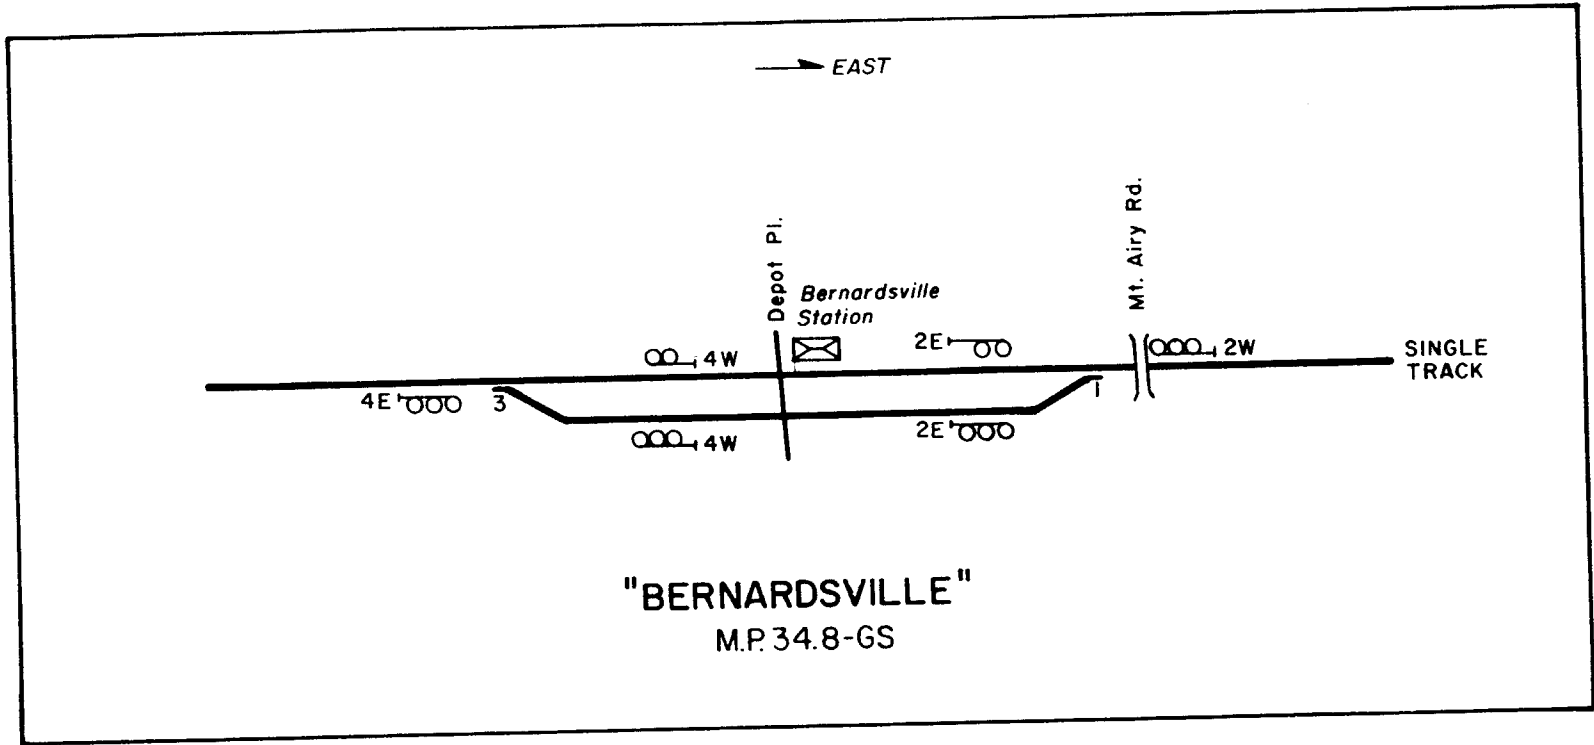 EAST
Depot Pl.
Mt. Airy Rd.
Bernardsville
Station
4W
2E
2W
SINGLE
TRACK
4E
3
1
4W
2E
"BERNARDSVILLE"
M.P. 34.8-GS